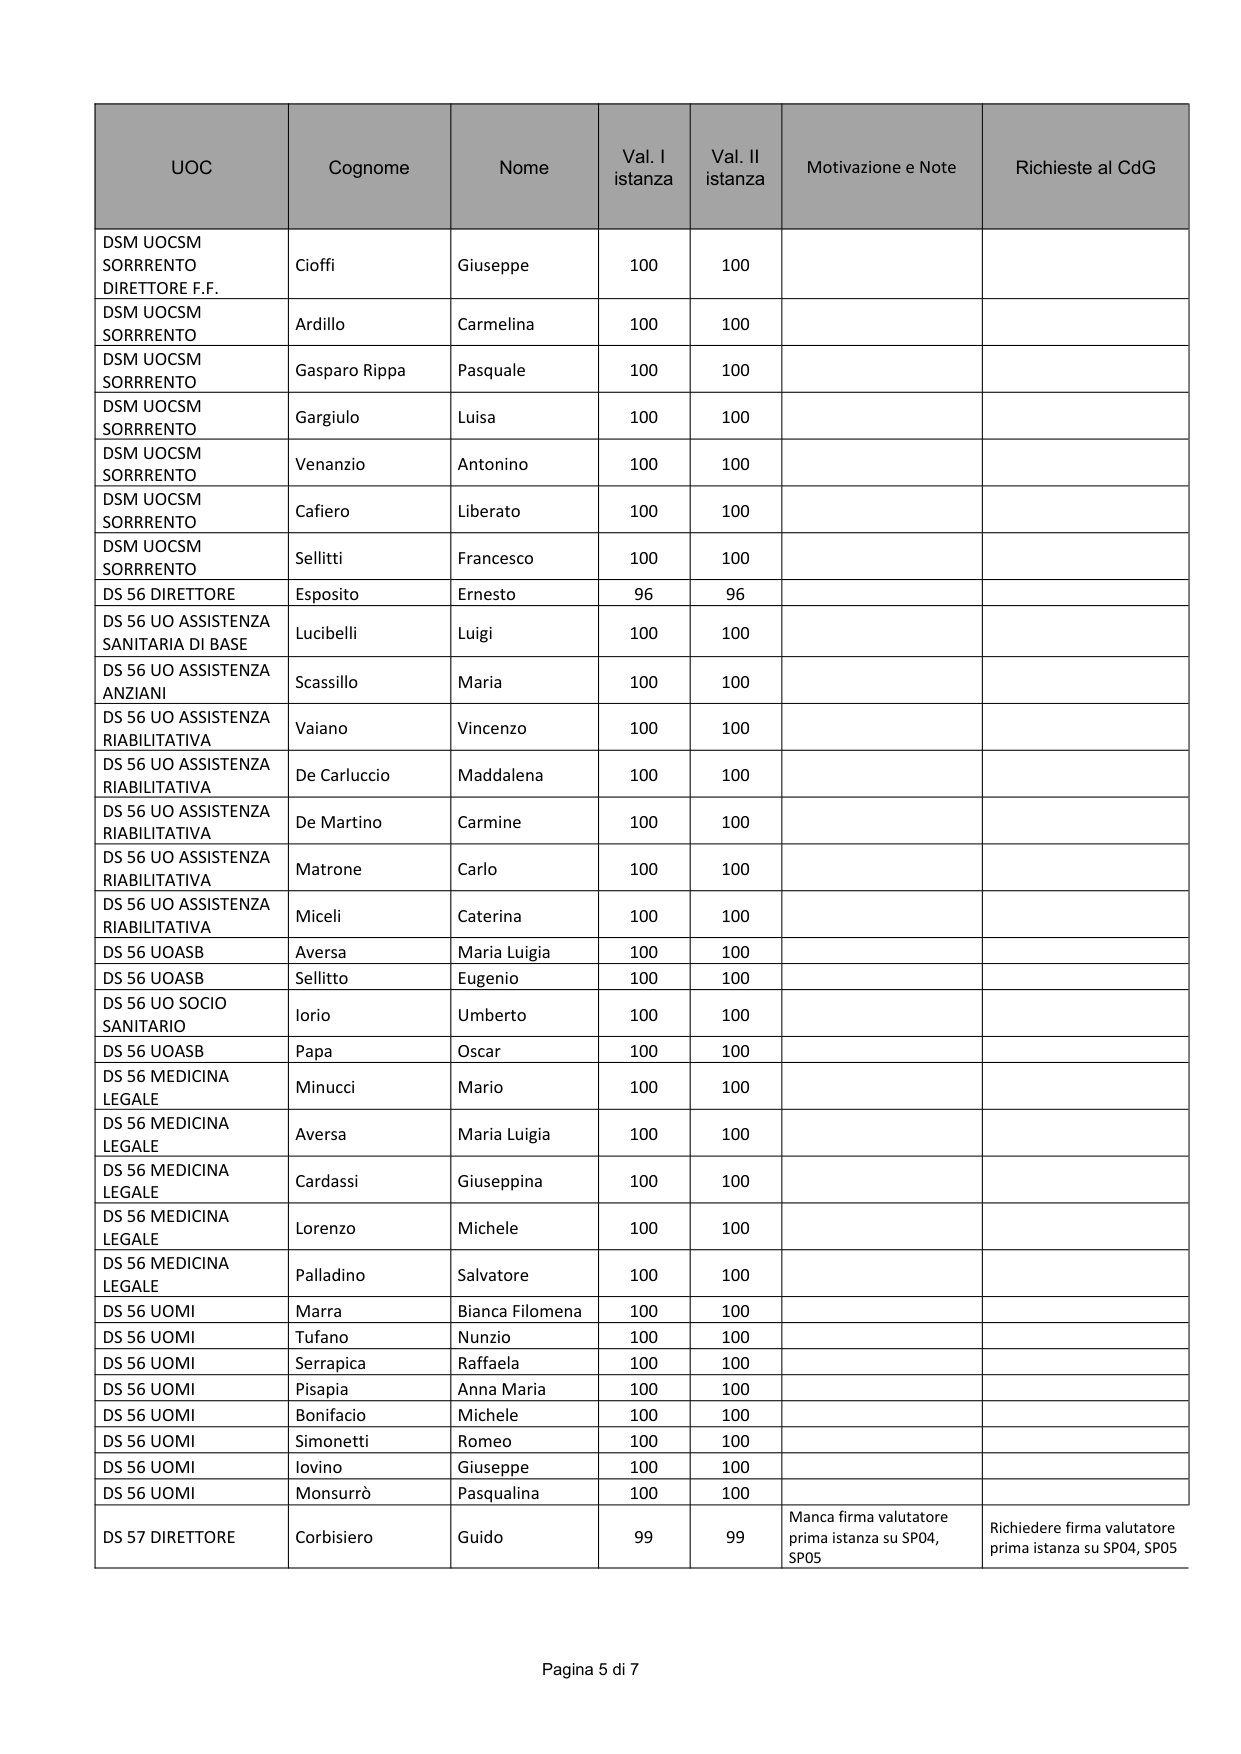 UOC Cognome Nome Val. I istanza Val. II istanza Motivazione e Note Richieste al CdG
DSM UOCSM SORRRENTO DIRETTORE F.F. Cioffi Giuseppe 100 100
DSM UOCSM SORRRENTO Ardillo Carmelina 100 100
DSM UOCSM SORRRENTO Gasparo Rippa Pasquale 100 100
DSM UOCSM SORRRENTO Gargiulo Luisa 100 100
DSM UOCSM SORRRENTO Venanzio Antonino 100 100
DSM UOCSM SORRRENTO Cafiero Liberato 100 100
DSM UOCSM SORRRENTO Sellitti Francesco 100 100
DS 56 DIRETTORE Esposito Ernesto 96 96
DS 56 UO ASSISTENZA SANITARIA DI BASE Lucibelli Luigi 100 100
DS 56 UO ASSISTENZA ANZIANI Scassillo Maria 100 100
DS 56 UO ASSISTENZA RIABILITATIVA Vaiano Vincenzo 100 100
DS 56 UO ASSISTENZA RIABILITATIVA De Carluccio Maddalena 100 100
DS 56 UO ASSISTENZA RIABILITATIVA De Martino Carmine 100 100
DS 56 UO ASSISTENZA RIABILITATIVA Matrone Carlo 100 100
DS 56 UO ASSISTENZA RIABILITATIVA Miceli Caterina 100 100
DS 56 UOASB Aversa Maria Luigia 100 100
DS 56 UOASB Sellitto Eugenio 100 100
DS 56 UO SOCIO SANITARIO Iorio Umberto 100 100
DS 56 UOASB Papa Oscar 100 100
DS 56 MEDICINA LEGALE Minucci Mario 100 100
DS 56 MEDICINA LEGALE Aversa Maria Luigia 100 100
DS 56 MEDICINA LEGALE Cardassi Giuseppina 100 100
DS 56 MEDICINA LEGALE Lorenzo Michele 100 100
DS 56 MEDICINA LEGALE Palladino Salvatore 100 100
DS 56 UOMI Marra Bianca Filomena 100 100
DS 56 UOMI Tufano Nunzio 100 100
DS 56 UOMI Serrapica Raffaela 100 100
DS 56 UOMI Pisapia Anna Maria 100 100
DS 56 UOMI Bonifacio Michele 100 100
DS 56 UOMI Simonetti Romeo 100 100
DS 56 UOMI Iovino Giuseppe 100 100
DS 56 UOMI Monsurrò Pasqualina 100 100
DS 57 DIRETTORE Corbisiero Guido 99 99 Manca firma valutatore prima istanza su SP04, SP05 Richiedere firma valutatore prima istanza su SP04, SP05
Pagina 5 di 7